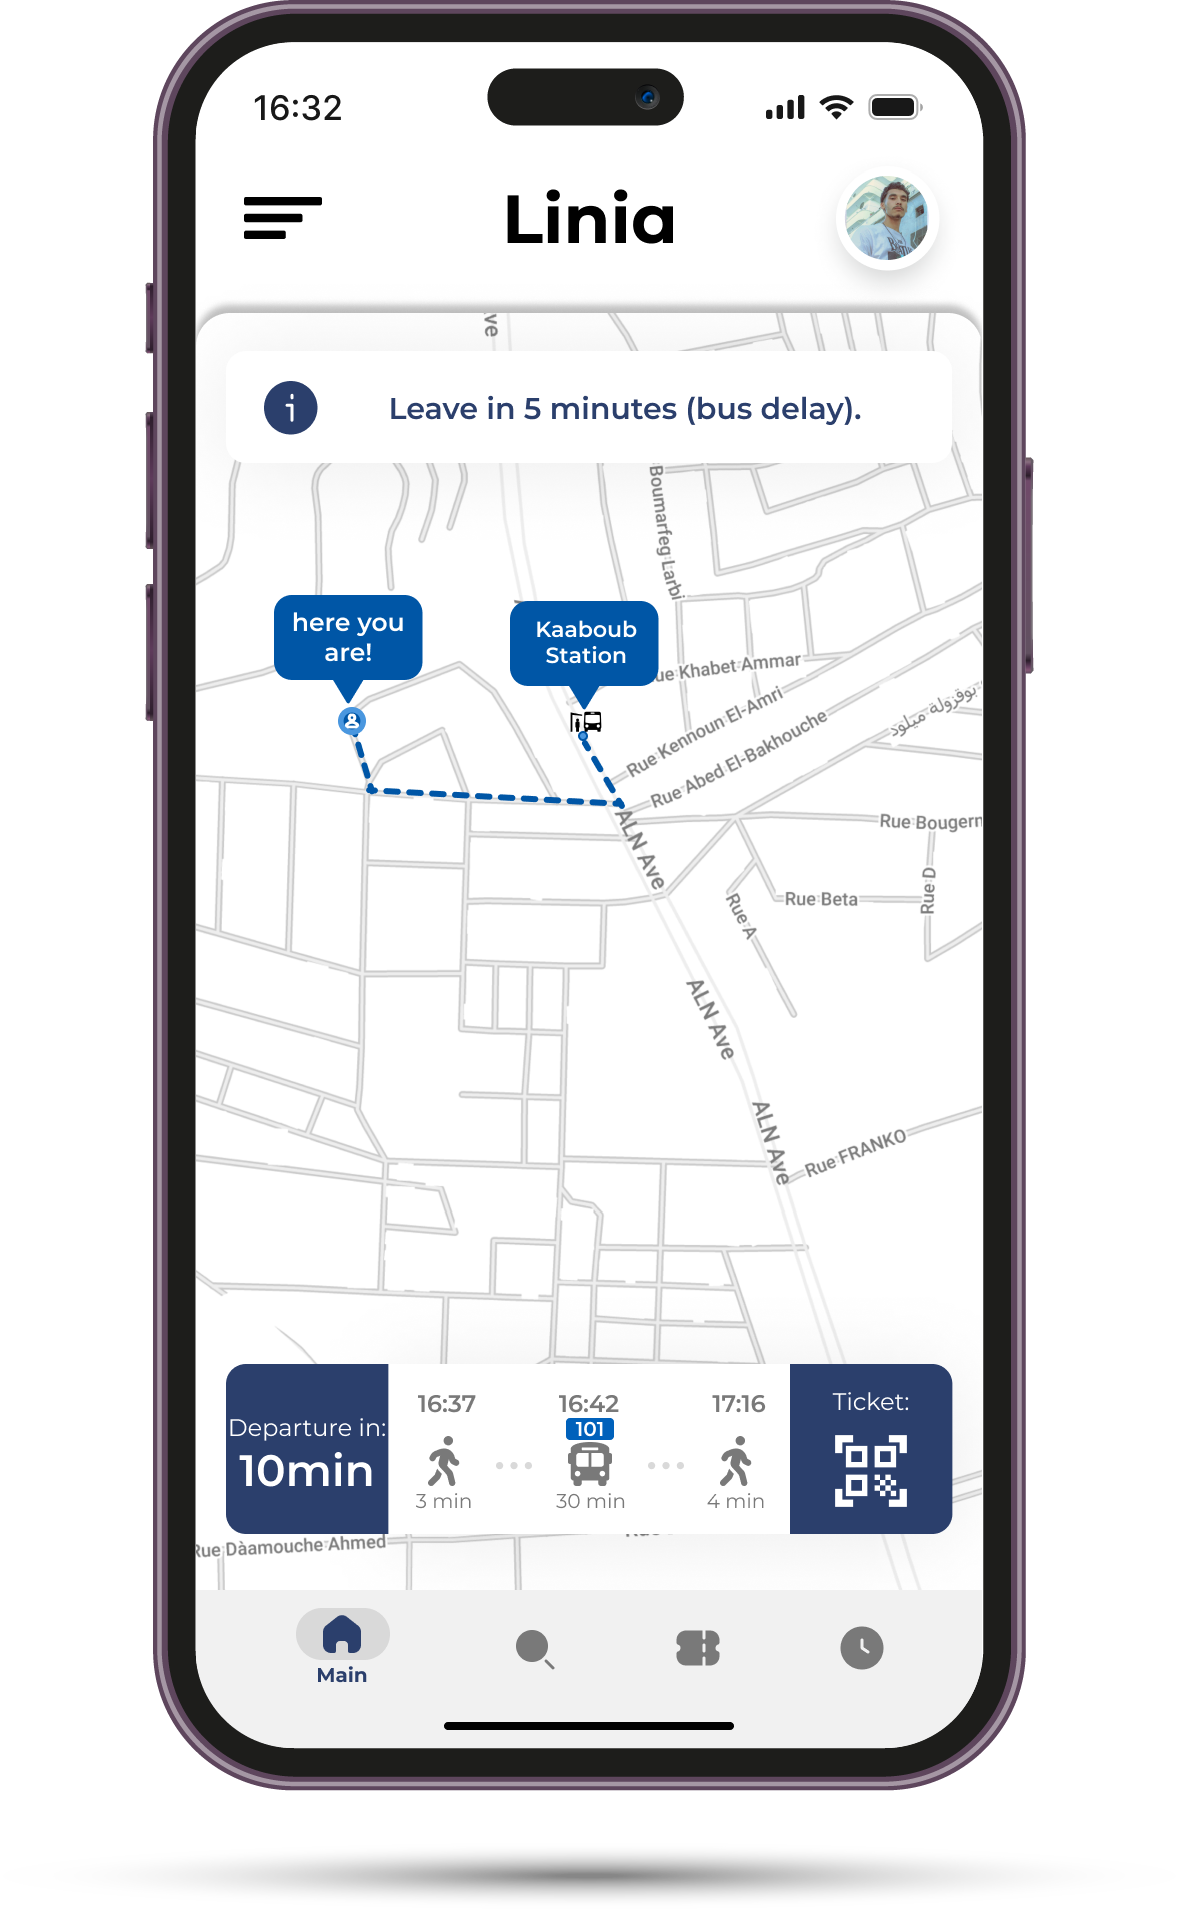 16:32
Linia
ve
Leave in 5 minutes (bus delay).
Boumarfeg Larbi
here you
are!
Kaaboub
Station
ue Khabet Ammar
Rue Kennoun El-Amri
Rue Abed El-Bakhouche
بوقزولة ميلود
ALN Ave
Rue Bougern
Rue Beta
Rue D
Rue A
ALN Ave
ALN Ave
Rue FRANKO
Departure in:
10min
16:37
3 min
16:42
101
30 min
17:16
4 min
Ticket:
Rue Dàamouche Ahmed
Main